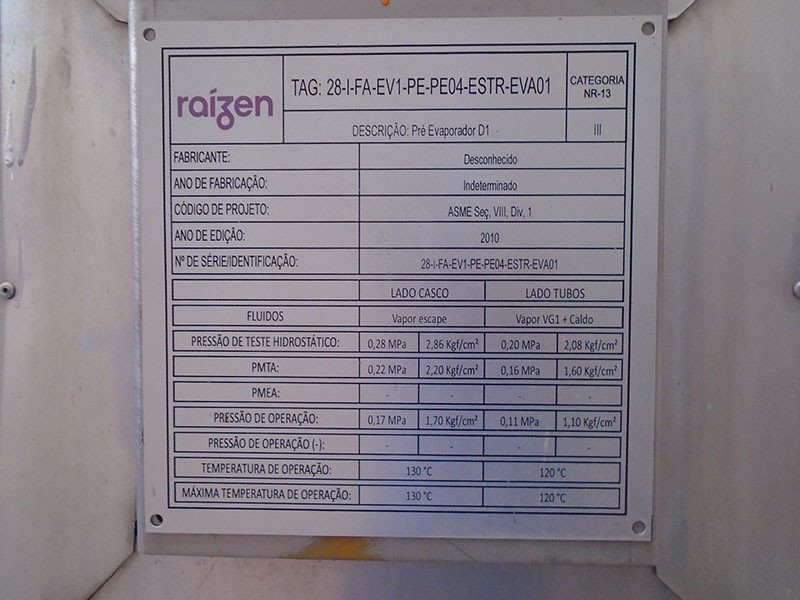 raízen
TAG: 28-I-FA-EV1-PE-PE04-ESTR-EVA01
CATEGORIA
NR-13
DESCRIÇÃO: Pré Evaporador D1
III
FABRICANTE: Desconhecido
ANO DE FABRICAÇÃO: Indeterminado
CÓDIGO DE PROJETO: ASME Seç, VIII, Div, 1
ANO DE EDIÇÃO: 2010
Nº DE SÉRIE/IDENTIFICAÇÃO: 28-I-FA-EV1-PE-PE04-ESTR-EVA01
LADO CASCO LADO TUBOS
FLUIDOS Vapor escape Vapor VG1 + Caldo
PRESSÃO DE TESTE HIDROSTÁTICO: 0,28 MPa 2,86 Kgf/cm² 0,20 MPa 2,08 Kgf/cm²
PMTA: 0,22 MPa 2,20 Kgf/cm² 0,16 MPa 1,60 Kgf/cm²
PMEA: - - - -
PRESSÃO DE OPERAÇÃO: 0,17 MPa 1,70 Kgf/cm² 0,11 MPa 1,10 Kgf/cm²
PRESSÃO DE OPERAÇÃO (-): - - - -
TEMPERATURA DE OPERAÇÃO: 130 °C 120 °C
MÁXIMA TEMPERATURA DE OPERAÇÃO: 130 °C 120 °C